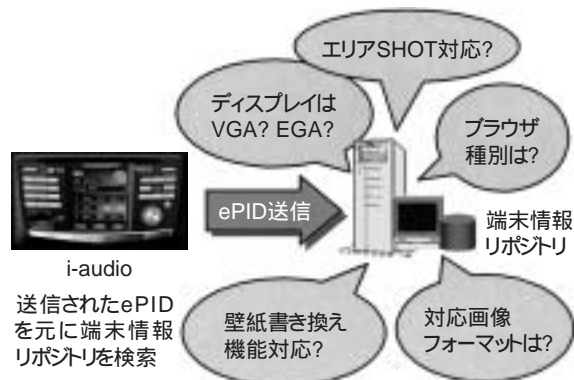 エリアSHOT対応?
ディスプレイは
VGA? EGA?
ブラウザ
種別は?
ePID送信
端末情報
リポジトリ
i-audio
送信されたePID
を元に端末情報
リポジトリを検索
壁紙書き換え
機能対応?
対応画像
フォーマットは?